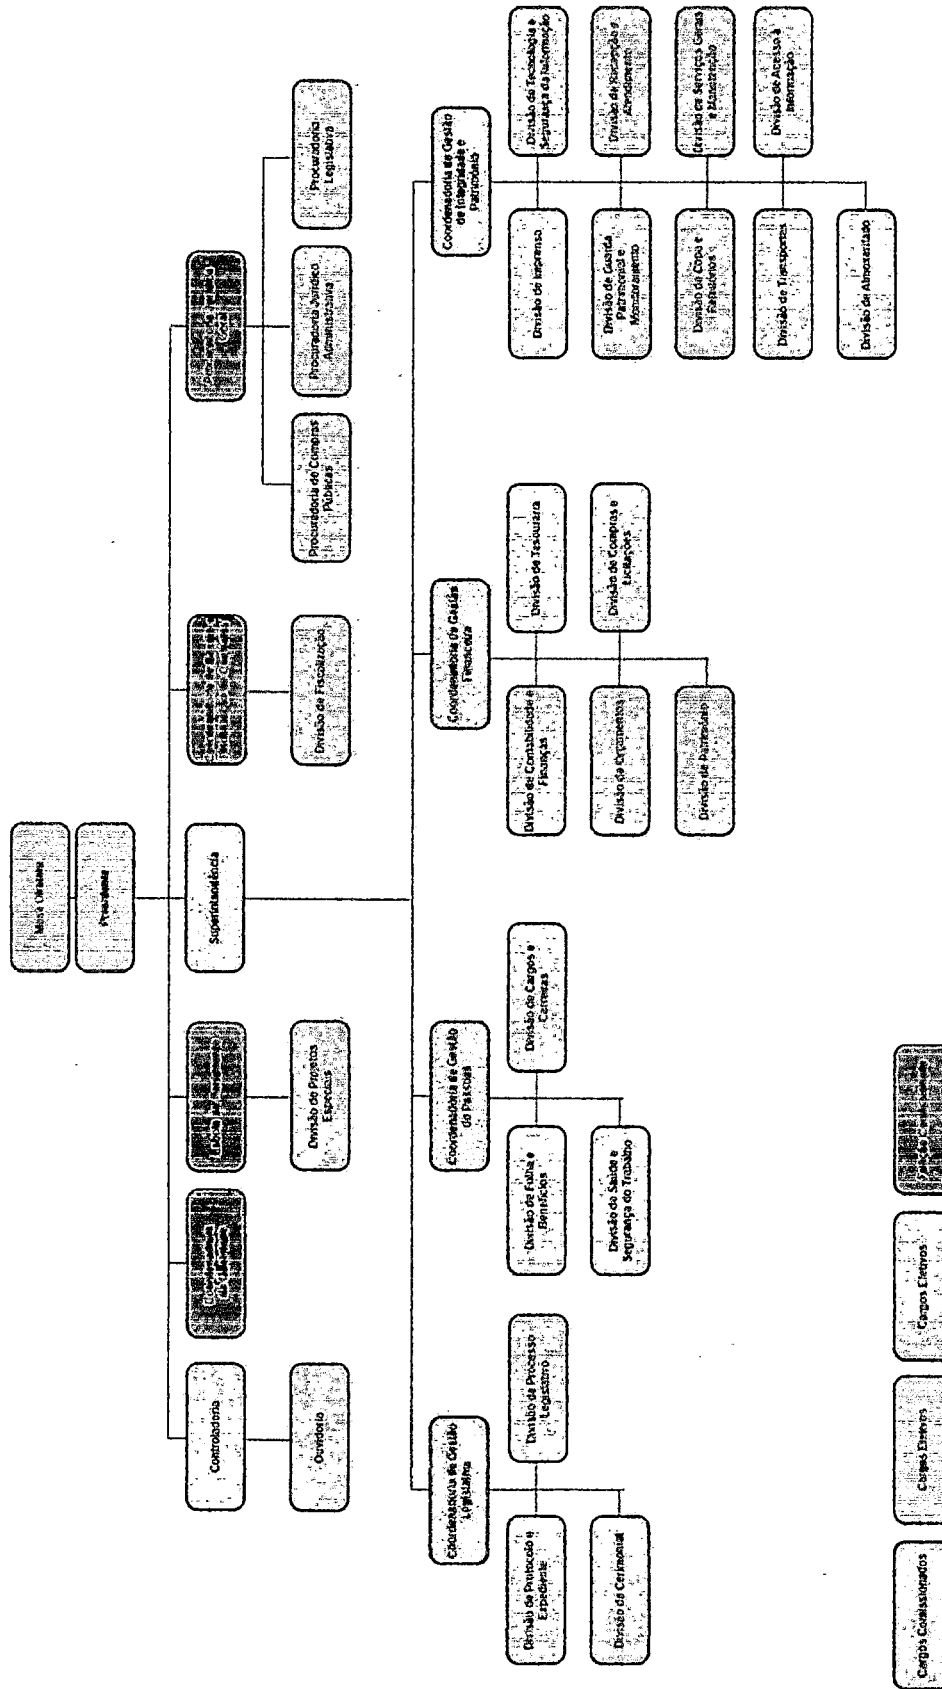 Mesa Diretora
Presidente
Controladoria
Superintendência
Geral
Ouvidoria
Divisão de Projetos
Especiais
Divisão de Fiscalização
Procuradoria de Compras
Públicas
Procuradoria Jurídico
Administrativa
Procuradoria
Legislativa
Coordenadoria de Gestão
Legislativa
Coordenadoria de Gestão
de Pessoas
Coordenadoria de Gestão
Financeira
Coordenadoria de Gestão
de Integridade e
Patrimônio
Divisão de Protocolo e
Expediente
Divisão de Processo
Legislativo
Divisão de Cerimonial
Divisão de Folha e
Benefícios
Divisão de Cargos e
Carreiras
Divisão de Saúde e
Segurança do Trabalho
Divisão de Contabilidade e
Finanças
Divisão de Tesouraria
Divisão de Orçamentos
Divisão de Compras e
Licitações
Divisão de Patrimônio
Divisão de Imprensa
Divisão de Tecnologia e
Segurança da Informação
Divisão de Guarda
Patrimonial e
Monitoramento
Divisão de Recepção e
Atendimento
Divisão de Copa e
Divisão de Serviços Gerais
e Manutenção
Divisão de Transportes
Divisão de Acesso à
Informação
Divisão de Almoxarifado
Cargos Comissionados
Cargos Eletivos
Cargos Eletivos